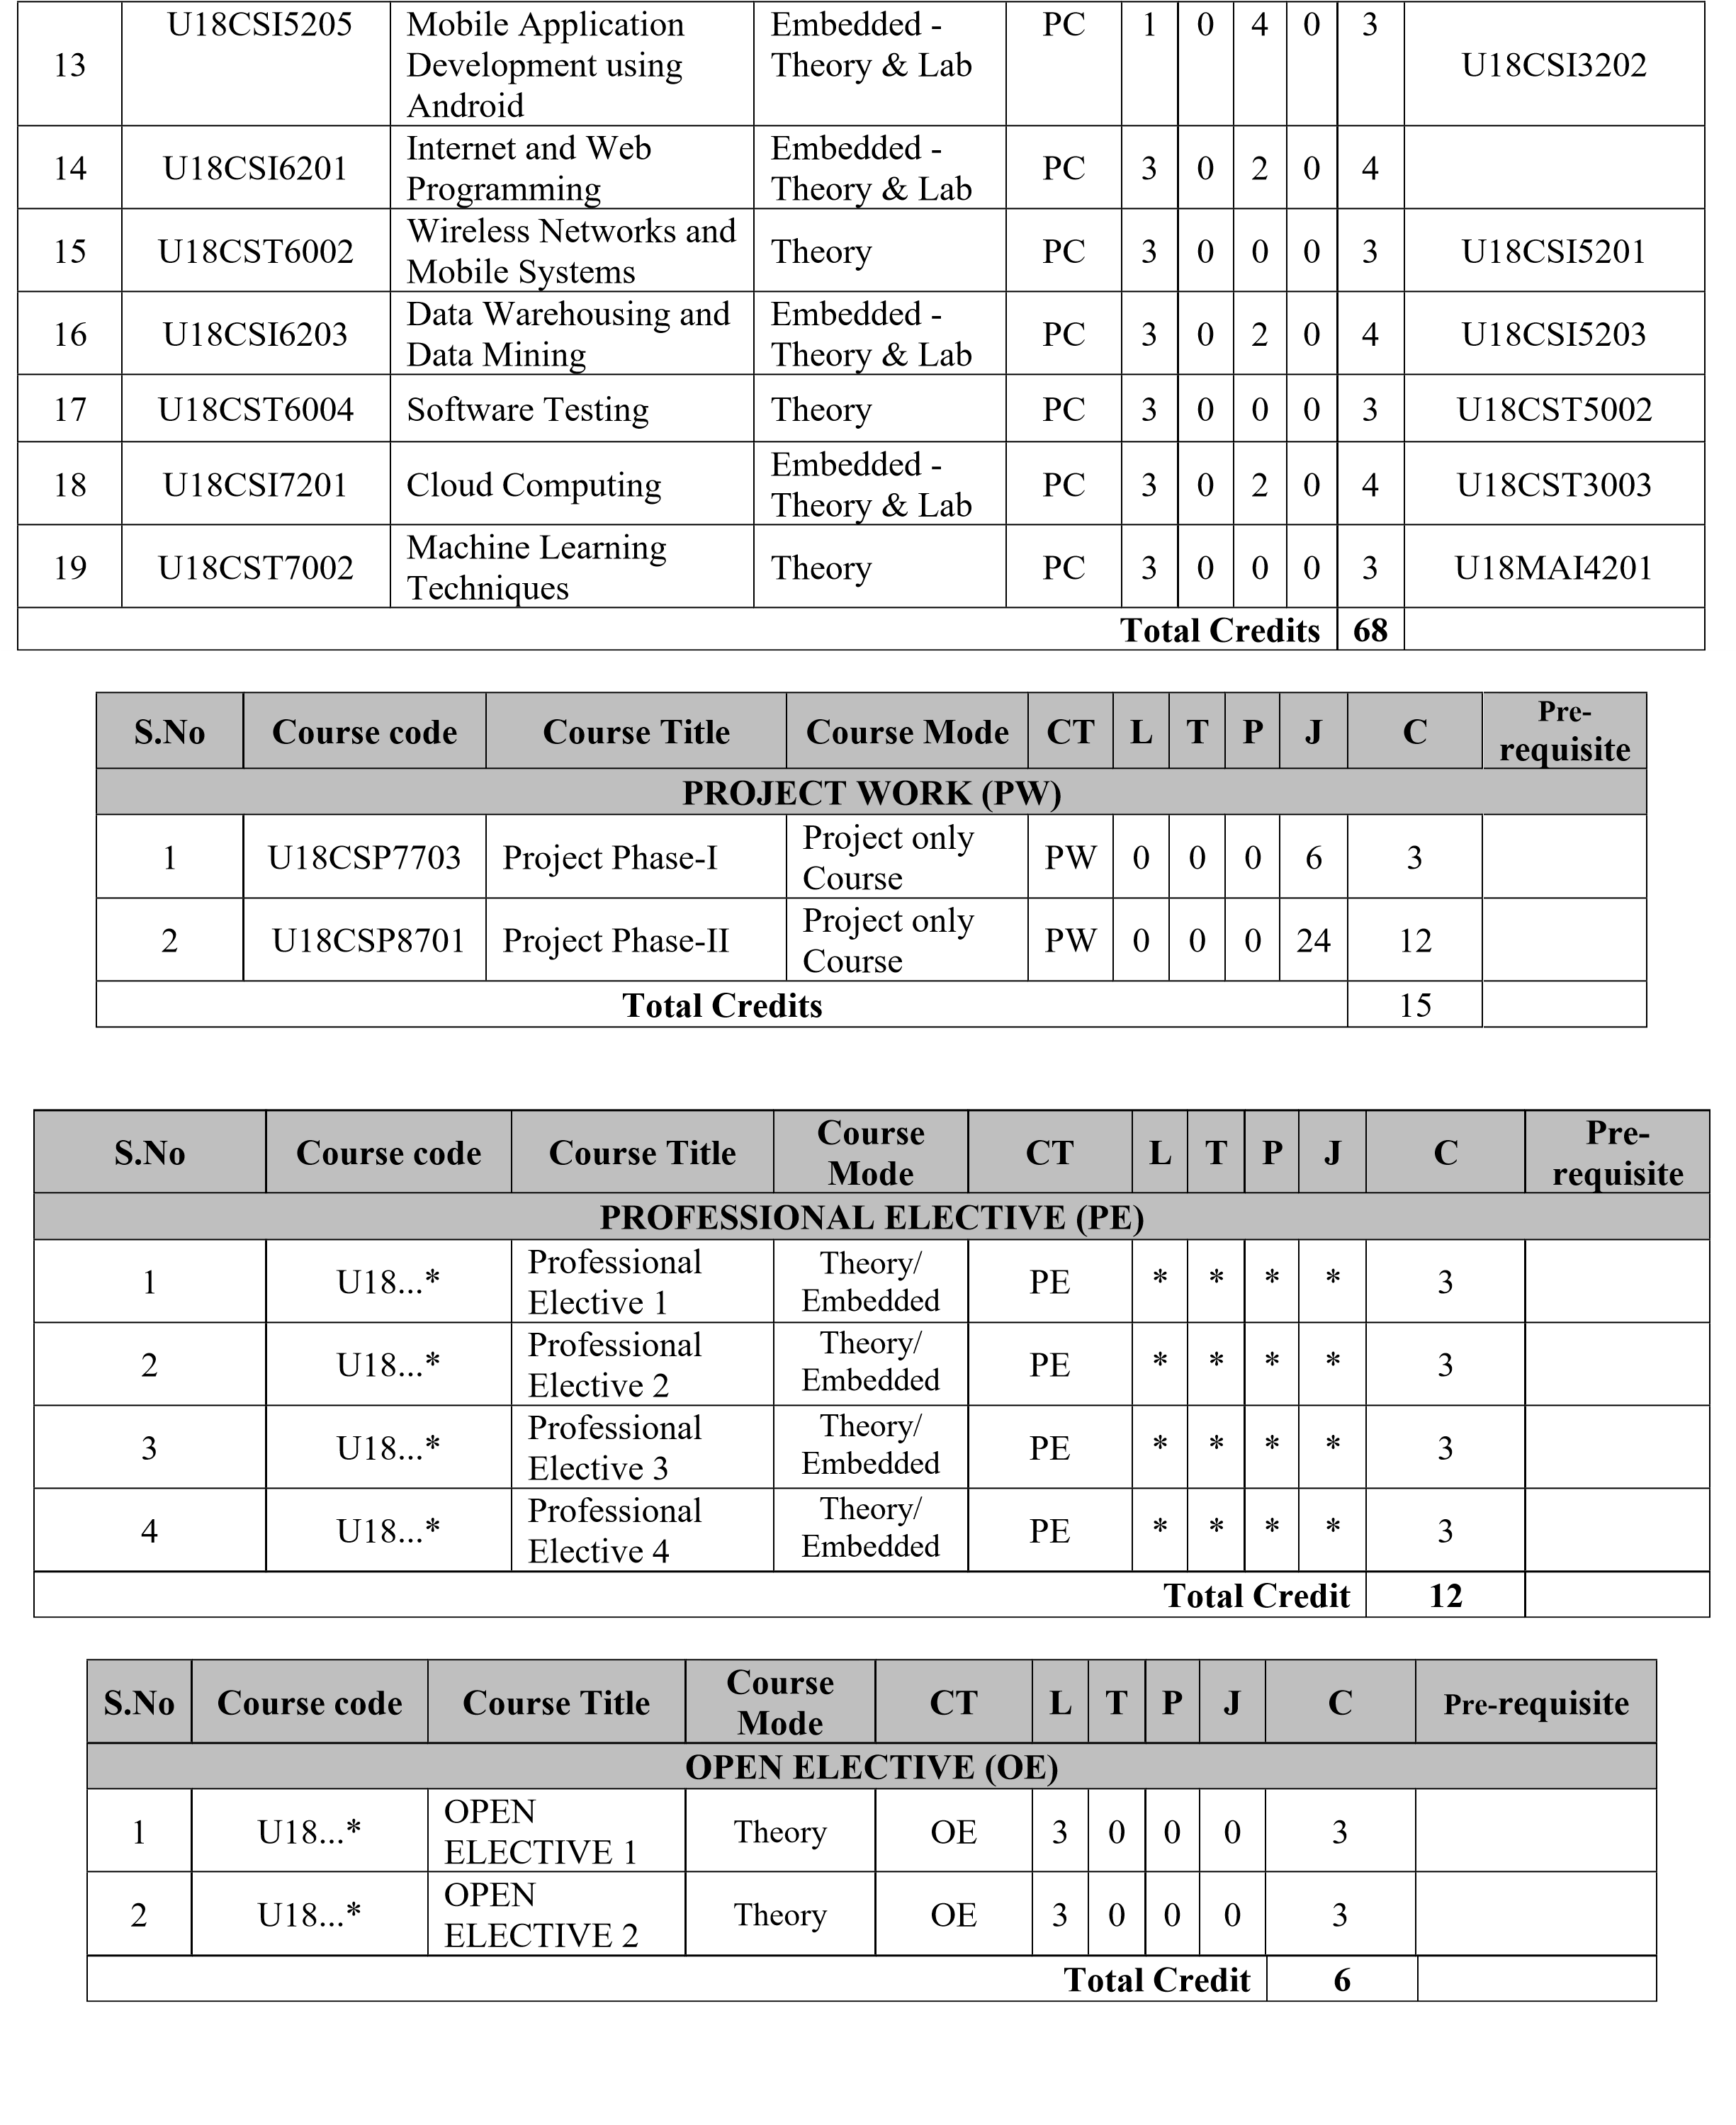 13 U18CSI5205 Mobile Application Development using Android Embedded - Theory & Lab PC 1 0 4 0 3 U18CSI3202
14 U18CSI6201 Internet and Web Programming Embedded - Theory & Lab PC 3 0 2 0 4
15 U18CST6002 Wireless Networks and Mobile Systems Theory PC 3 0 0 0 3 U18CSI5201
16 U18CSI6203 Data Warehousing and Data Mining Embedded - Theory & Lab PC 3 0 2 0 4 U18CSI5203
17 U18CST6004 Software Testing Theory PC 3 0 0 0 3 U18CST5002
18 U18CSI7201 Cloud Computing Embedded - Theory & Lab PC 3 0 2 0 4 U18CST3003
19 U18CST7002 Machine Learning Techniques Theory PC 3 0 0 0 3 U18MAI4201
Total Credits 68
S.No Course code Course Title Course Mode CT L T P J C Pre-requisite
PROJECT WORK (PW)
1 U18CSP7703 Project Phase-I Project only Course PW 0 0 0 6 3
2 U18CSP8701 Project Phase-II Project only Course PW 0 0 0 24 12
Total Credits 15
S.No Course code Course Title Course Mode CT L T P J C Pre-requisite
PROFESSIONAL ELECTIVE (PE)
1 U18...* Professional Elective 1 Theory/ Embedded PE * * * * 3
2 U18...* Professional Elective 2 Theory/ Embedded PE * * * * 3
3 U18...* Professional Elective 3 Theory/ Embedded PE * * * * 3
4 U18...* Professional Elective 4 Theory/ Embedded PE * * * * 3
Total Credit 12
S.No Course code Course Title Course Mode CT L T P J C Pre-requisite
OPEN ELECTIVE (OE)
1 U18...* OPEN ELECTIVE 1 Theory OE 3 0 0 0 3
2 U18...* OPEN ELECTIVE 2 Theory OE 3 0 0 0 3
Total Credit 6